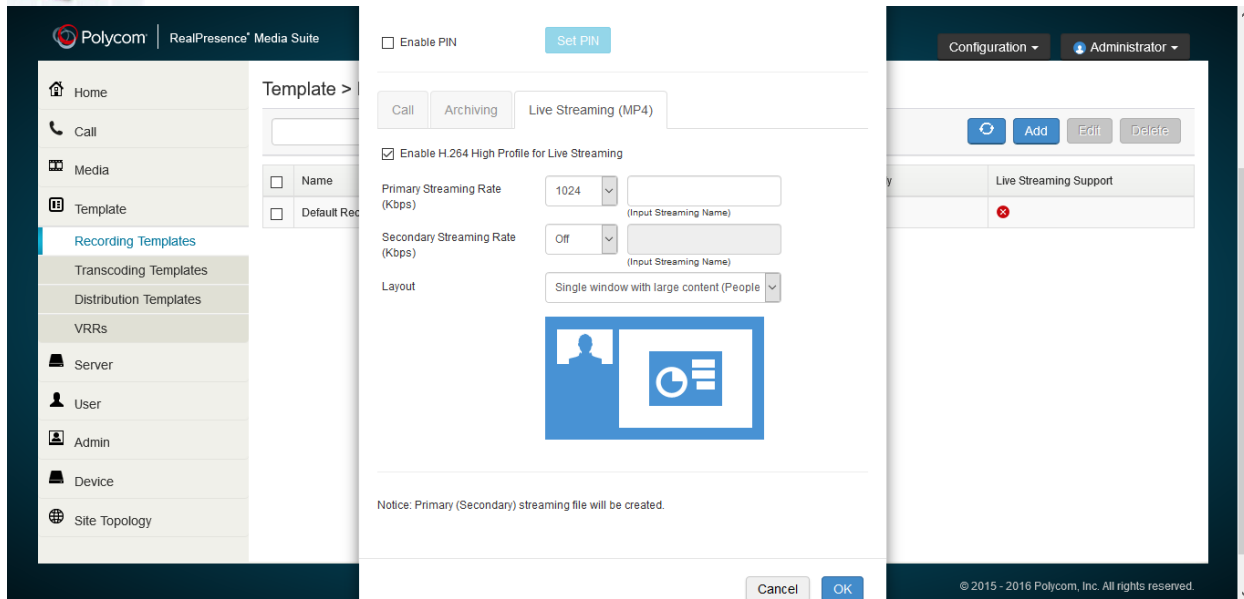 Polycom® | RealPresence® Media Suite
Configuration
Administrator
Home
Call
Media
Template
Recording Templates
Transcoding Templates
Distribution Templates
VRRs
Server
User
Admin
Device
Site Topology
Template >
Add
Edit
Delete
Name
Live Streaming Support
Default Rec
Enable PIN
Set PIN
Call
Archiving
Live Streaming (MP4)
Enable H.264 High Profile for Live Streaming
Primary Streaming Rate
(Kbps)
1024
(Input Streaming Name)
Secondary Streaming Rate
(Kbps)
Off
(Input Streaming Name)
Layout
Single window with large content (People
Notice: Primary (Secondary) streaming file will be created.
Cancel
OK
© 2015 - 2016 Polycom, Inc. All rights reserved.